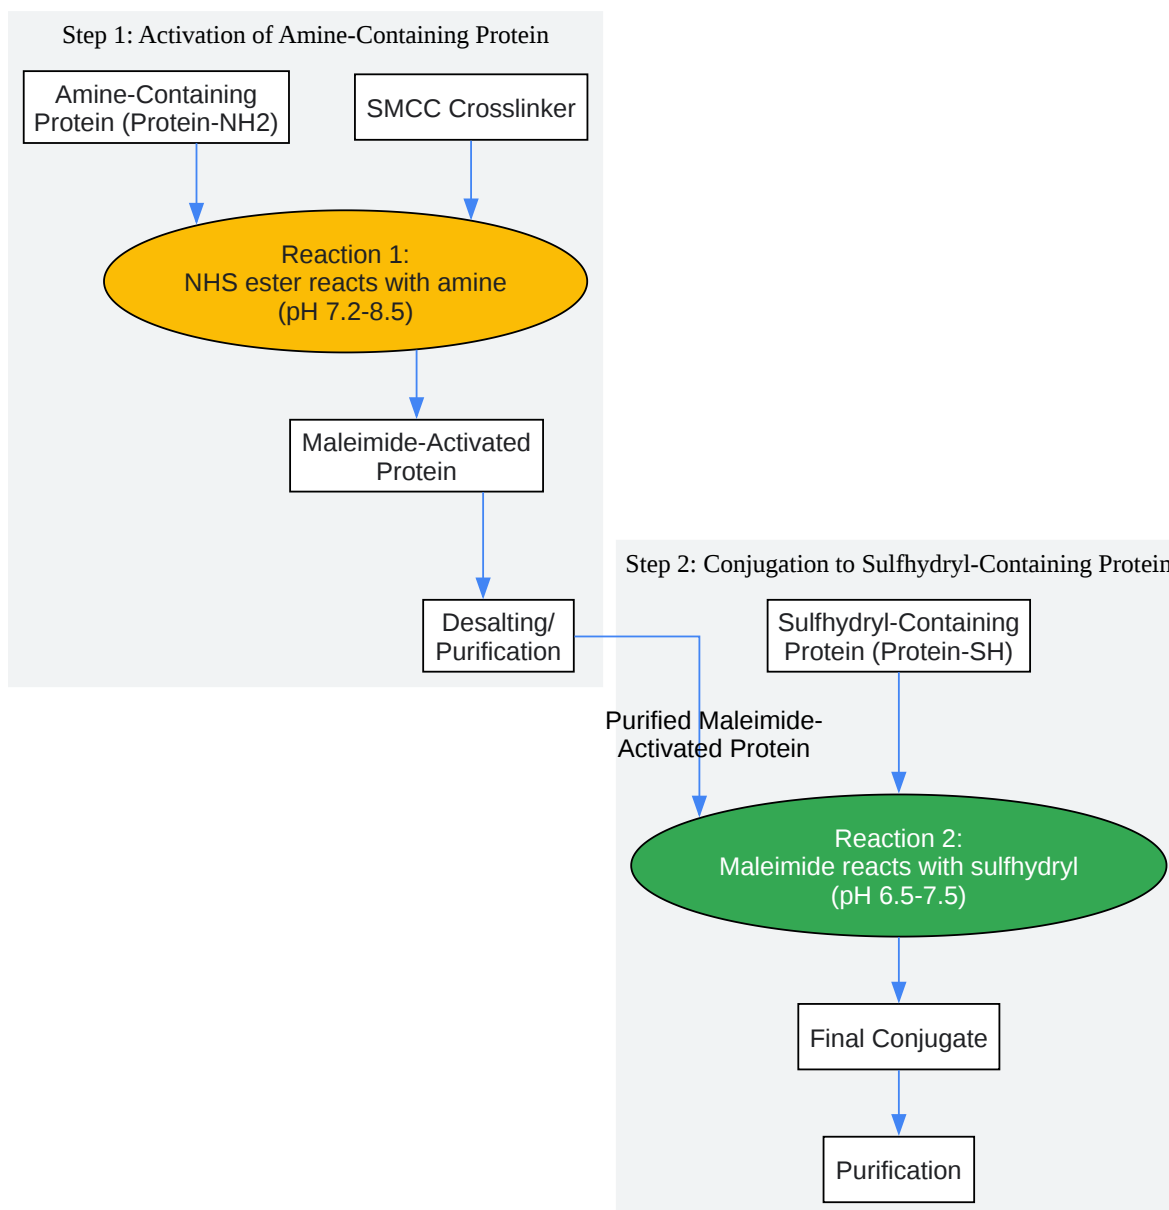 Step 1: Activation of Amine-Containing Protein
Amine-Containing
Protein (Protein-NH2)
SMCC Crosslinker
Reaction 1:
NHS ester reacts with amine
(pH 7.2-8.5)
Maleimide-Activated
Protein
Desalting/
Purification
Step 2: Conjugation to Sulfhydryl-Containing Protein
Sulfhydryl-Containing
Protein (Protein-SH)
Purified Maleimide-
Activated Protein
Reaction 2:
Maleimide reacts with sulfhydryl
(pH 6.5-7.5)
Final Conjugate
Purification